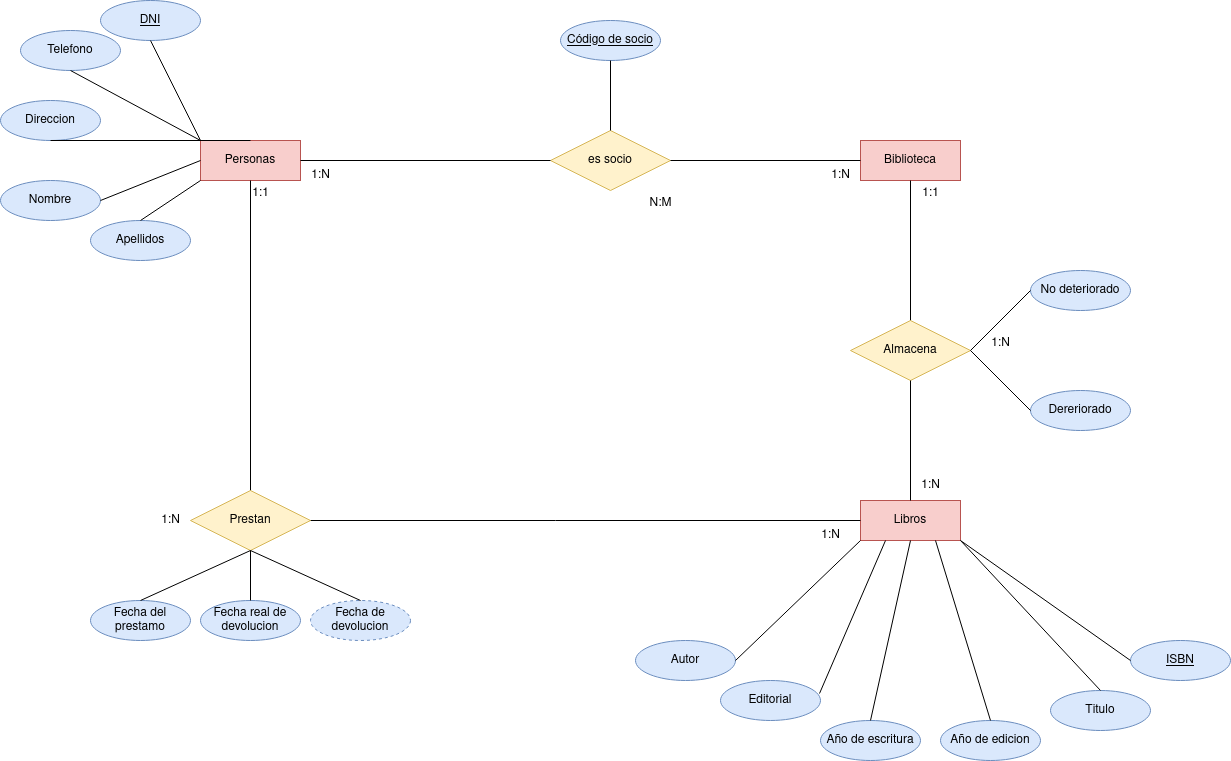 DNI
Telefono
Código de socio
Direccion
Personas
es socio
Biblioteca
1:N
1:N
1:1
1:1
Nombre
N:M
Apellidos
No deteriorado
Almacena
1:N
Dereriorado
1:N
1:N
Prestan
Libros
1:N
Fecha del
prestamo
Fecha real de
devolucion
Fecha de
devolucion
Autor
ISBN
Editorial
Titulo
Año de escritura
Año de edicion